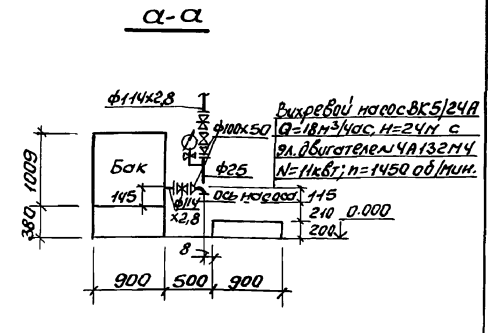 а-а
ф114х2,8
Вихревой насос ВК5/24А
ф100х50
Q=18м³/час, H=24м с
эл.двигателем 4А132М4
Бак
ф25
N=11квт; n=1450 об/мин.
1009
145
ось насоса
115
ф114
х2,8
210
0.000
380
200
8
900
500
900